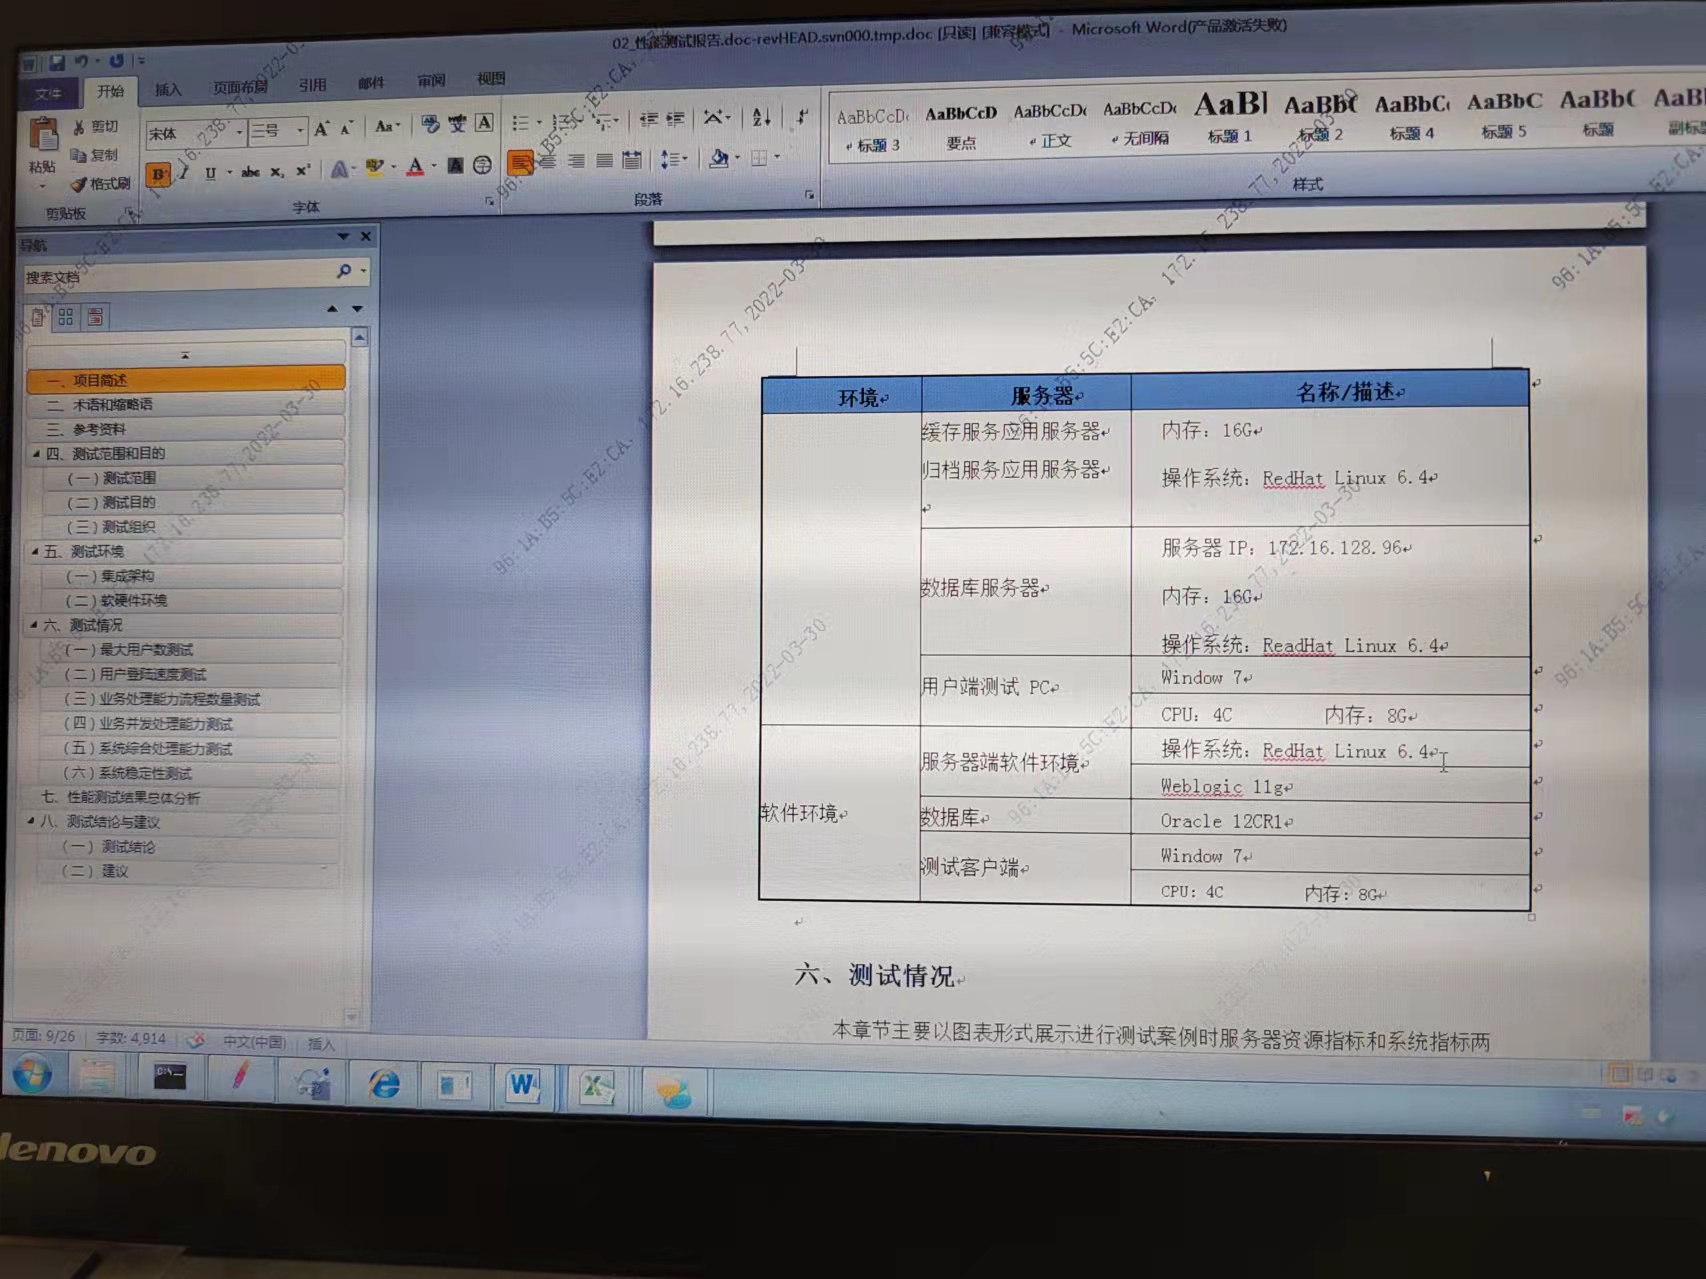 02_性能测试报告.doc-revHEAD.svn000.tmp.doc [只读] [兼容模式] - Microsoft Word(产品激活失败)
文件 开始 插入 页面布局 引用 邮件 审阅 视图
粘贴 剪切 复制 格式刷
剪贴板
宋体 三号
字体
段落
AaBbCcDc AaBbCcD AaBbCcDc AaBbCcDc AaBl AaBb( AaBbC( AaBbC AaBb( AaB
标题 3 要点 正文 无间隔 标题 1 标题 2 标题 4 标题 5 标题 副标
样式
导航
搜索文档
一、项目简述
二、术语和缩略语
三、参考资料
四、测试范围和目的
(一)测试范围
(二)测试目的
(三)测试组织
五、测试环境
(一)集成架构
(二)软硬件环境
六、测试情况
(一)最大用户数测试
(二)用户登陆速度测试
(三)业务处理能力流程数量测试
(四)业务并发处理能力测试
(五)系统综合处理能力测试
(六)系统稳定性测试
七、性能测试结果总体分析
八、测试结论与建议
(一) 测试结论
(二) 建议
环境 服务器 名称/描述
缓存服务应用服务器 内存：16G
归档服务应用服务器 操作系统：RedHat Linux 6.4
数据库服务器
服务器 IP：172.16.128.96
内存：16G
操作系统：ReadHat Linux 6.4
用户端测试 PC
Window 7
CPU：4C 内存：8G
软件环境
服务器端软件环境
操作系统：RedHat Linux 6.4
Weblogic 11g
数据库 Oracle 12CR1
测试客户端
Window 7
CPU：4C 内存：8G
六、测试情况
本章节主要以图表形式展示进行测试案例时服务器资源指标和系统指标两
页面: 9/26 字数: 4,914 中文(中国) 插入
lenovo
96:1A:B5:5C:E2:CA, 172.16.238.77, 2022-03-30